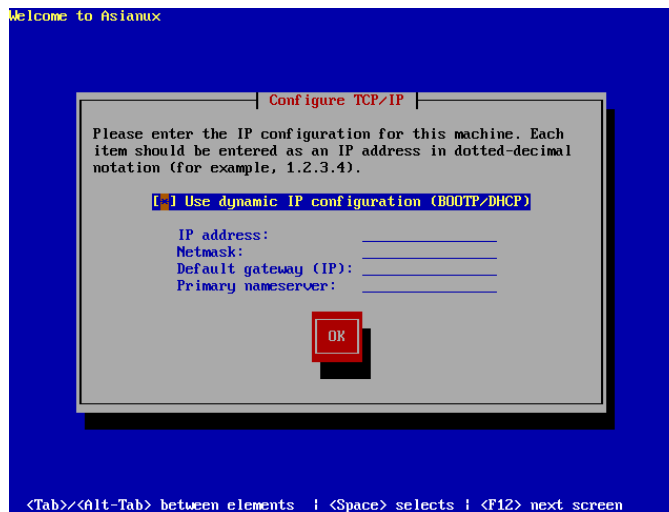 Welcome to Asianux
Configure TCP/IP
Please enter the IP configuration for this machine. Each
item should be entered as an IP address in dotted-decimal
notation (for example, 1.2.3.4).
[*] Use dynamic IP configuration (BOOTP/DHCP)
IP address:
Netmask:
Default gateway (IP):
Primary nameserver:
OK
<Tab>/<Alt-Tab> between elements | <Space> selects | <F12> next screen